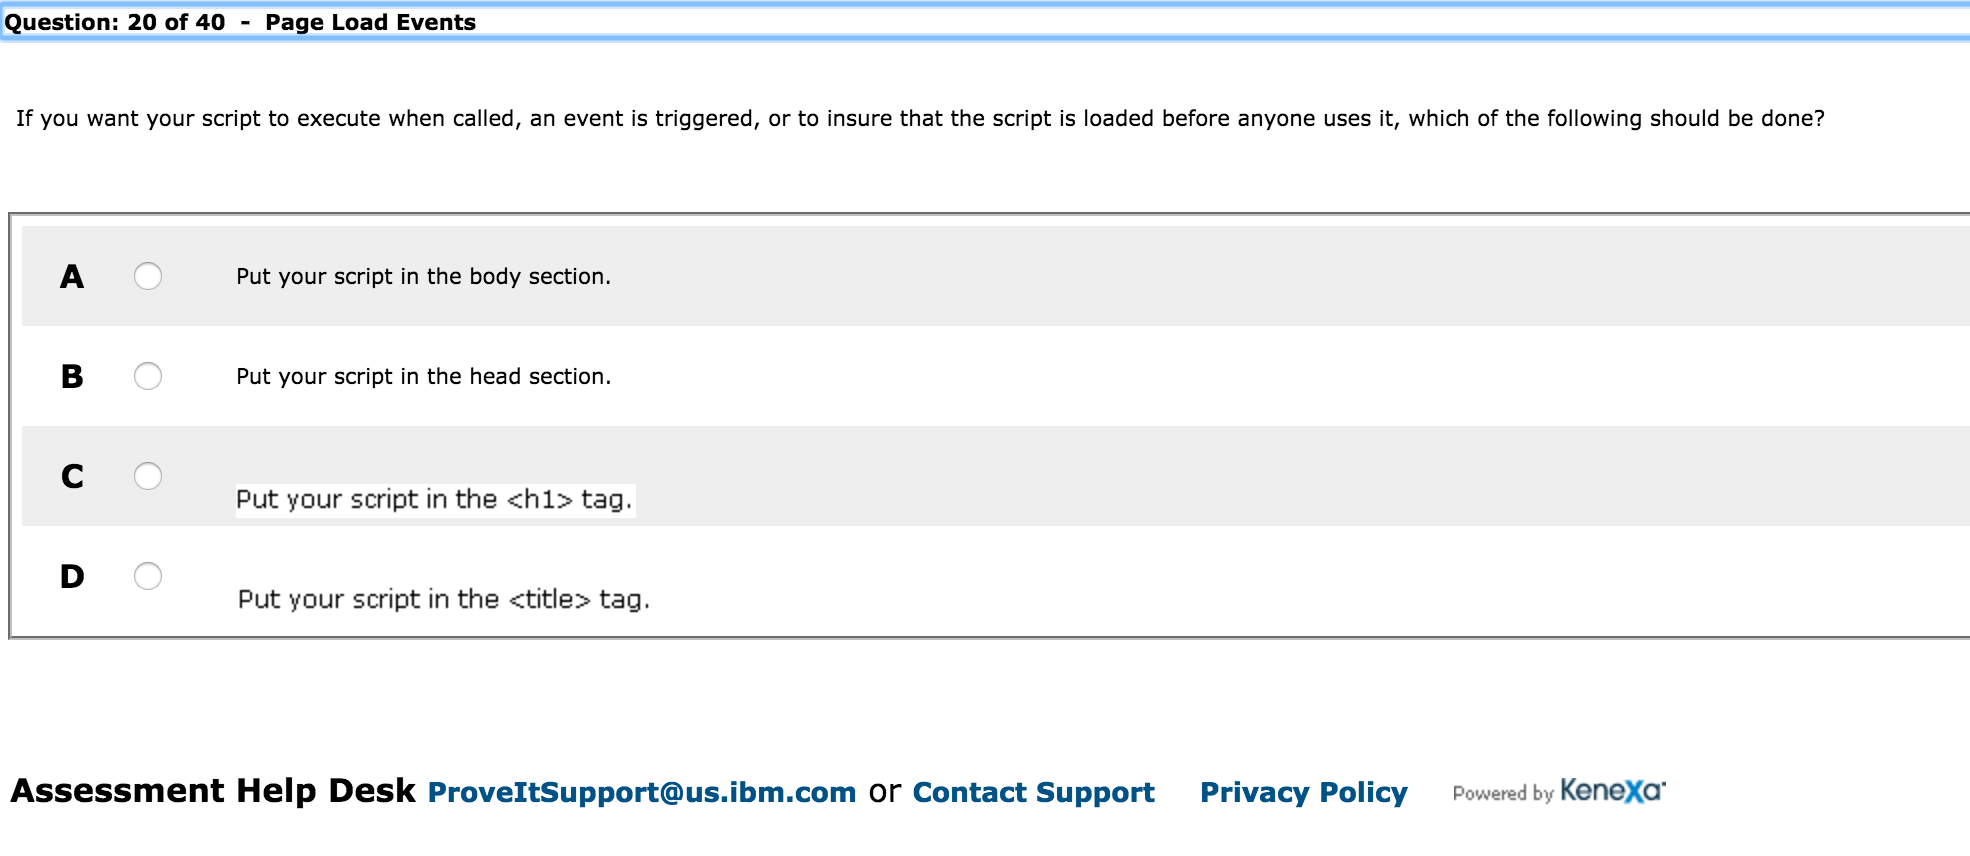 Question: 20 of 40 - Page Load Events
If you want your script to execute when called, an event is triggered, or to insure that the script is loaded before anyone uses it, which of the following should be done?
A Put your script in the body section.
B Put your script in the head section.
C Put your script in the <h1> tag.
D Put your script in the <title> tag.
Assessment Help Desk ProveItSupport@us.ibm.com or Contact Support Privacy Policy Powered by Kenexa